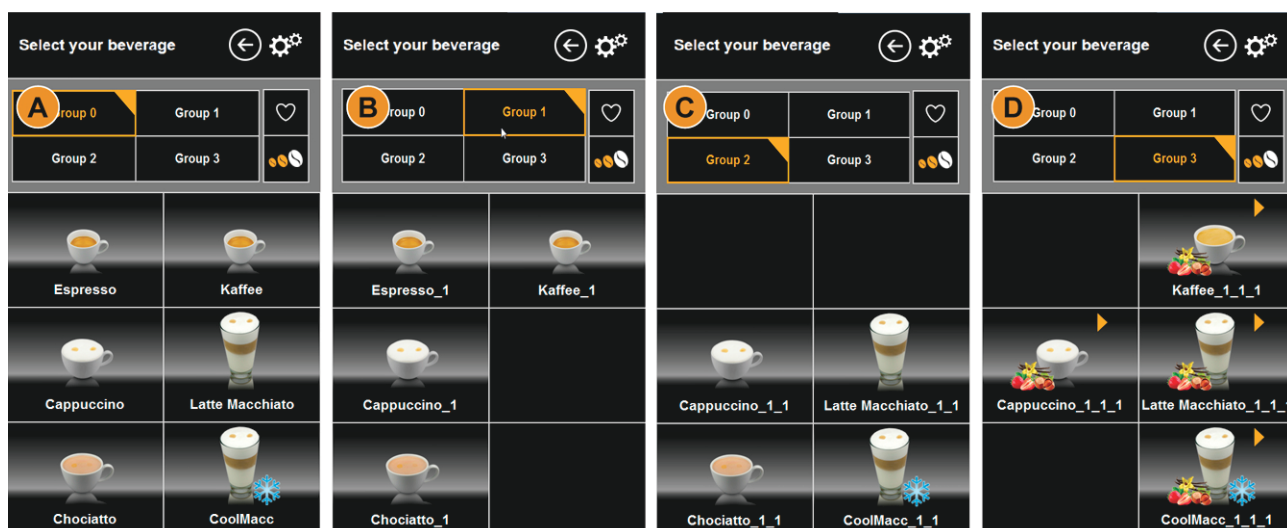 Select your beverage
A
roup 0
Group 1
Group 2
Group 3
Espresso
Kaffee
Cappuccino
Latte Macchiato
Chociatto
CoolMacc
Select your beverage
B
roup 0
Group 1
Group 2
Group 3
Espresso_1
Kaffee_1
Cappuccino_1
Chociatto_1
Select your beverage
C
Group 0
Group 1
Group 2
Group 3
Cappuccino_1_1
Latte Macchiato_1_1
Chociatto_1_1
CoolMacc_1_1
Select your beverage
D
roup 0
Group 1
Group 2
Group 3
Kaffee_1_1_1
Cappuccino_1_1_1
Latte Macchiato_1_1_1
CoolMacc_1_1_1